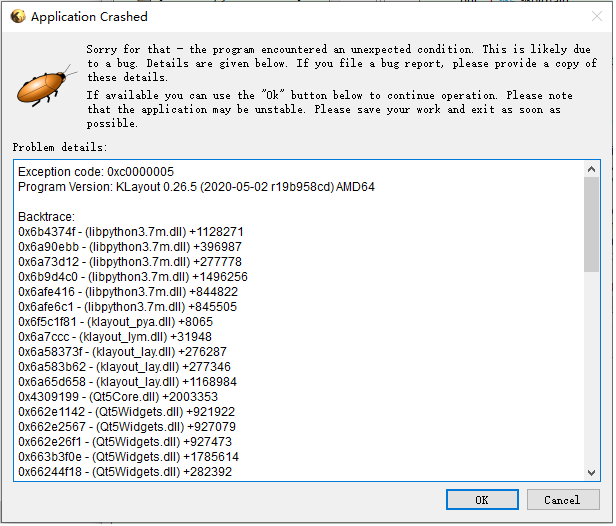 Application Crashed
Sorry for that - the program encountered an unexpected condition. This is likely due
to a bug. Details are given below. If you file a bug report, please provide a copy of
these details.
If available you can use the "Ok" button below to continue operation. Please note
that the application may be unstable. Please save your work and exit as soon as
possible.
Problem details:
Exception code: 0xc0000005
Program Version: KLayout 0.26.5 (2020-05-02 r19b958cd) AMD64
Backtrace:
0x6b4374f - (libpython3.7m.dll) +1128271
0x6a90ebb - (libpython3.7m.dll) +396987
0x6a73d12 - (libpython3.7m.dll) +277778
0x6b9d4c0 - (libpython3.7m.dll) +1496256
0x6afe416 - (libpython3.7m.dll) +844822
0x6afe6c1 - (libpython3.7m.dll) +845505
0x6f5c1f81 - (klayout_pya.dll) +8065
0x6a7ccc - (klayout_lym.dll) +31948
0x6a58373f - (klayout_lay.dll) +276287
0x6a583b62 - (klayout_lay.dll) +277346
0x6a65d658 - (klayout_lay.dll) +1168984
0x4309199 - (Qt5Core.dll) +2003353
0x662e1142 - (Qt5Widgets.dll) +921922
0x662e2567 - (Qt5Widgets.dll) +927079
0x662e26f1 - (Qt5Widgets.dll) +927473
0x663b3f0e - (Qt5Widgets.dll) +1785614
0x66244f18 - (Qt5Widgets.dll) +282392
OK
Cancel